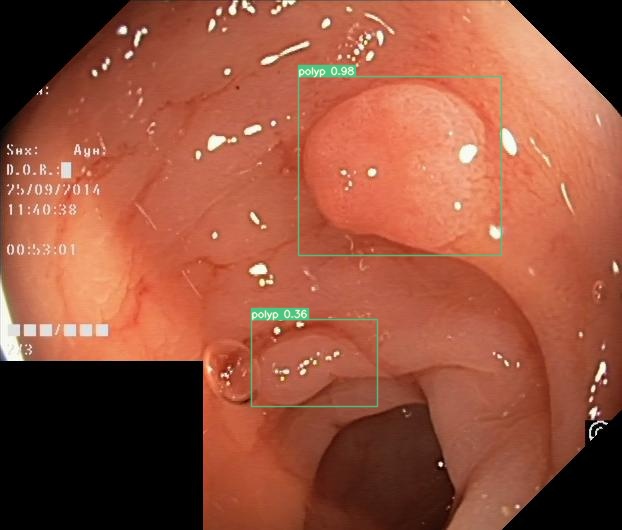 polyp 0.98
Sex: Age:
D.O.B.:
25/09/2014
11:40:38
00:53:01
polyp 0.36
/